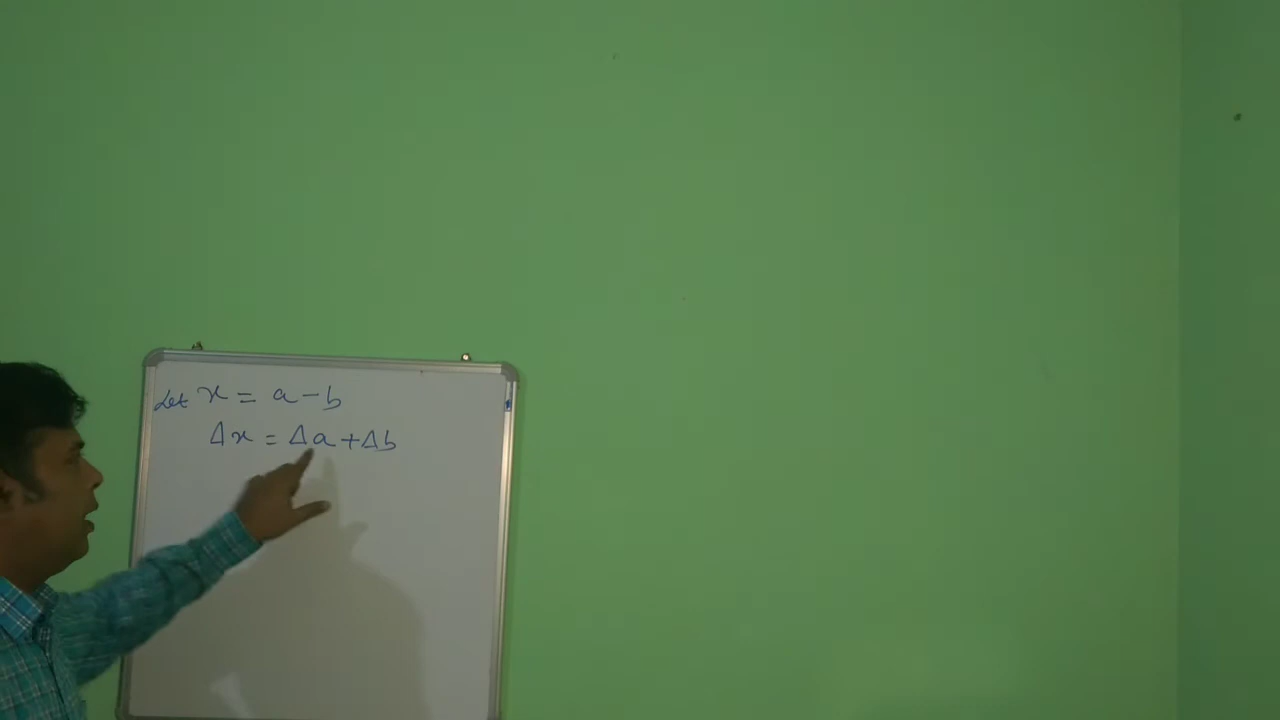 Let x = a - b
Δx = Δa + Δb